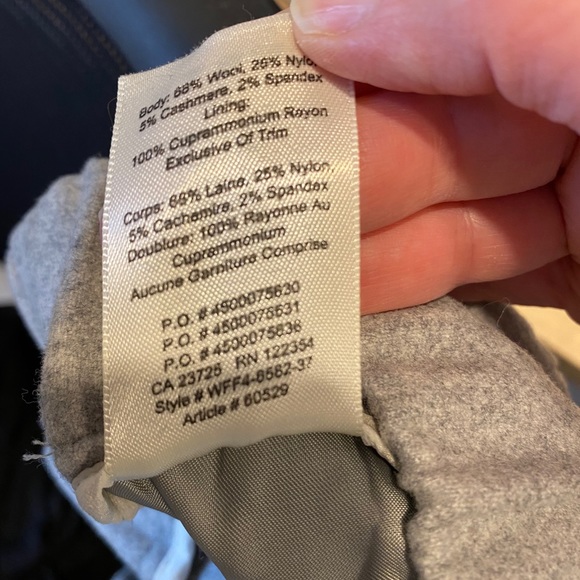 Body: 68% Wool, 25% Nylon,
5% Cashmere, 2% Spandex
Lining:
100% Cuprammonium Rayon
Exclusive Of Trim
Corps: 68% Laine, 25% Nylon,
5% Cachemire, 2% Spandex
Doublure: 100% Rayonne Au
Cuprammonium
Aucune Garniture Comprise
P.O. # 4500075630
P.O. # 4500075631
P.O. # 4500075636
CA 23725 RN 122354
Style # WFF4-8562-37
Article # 60529